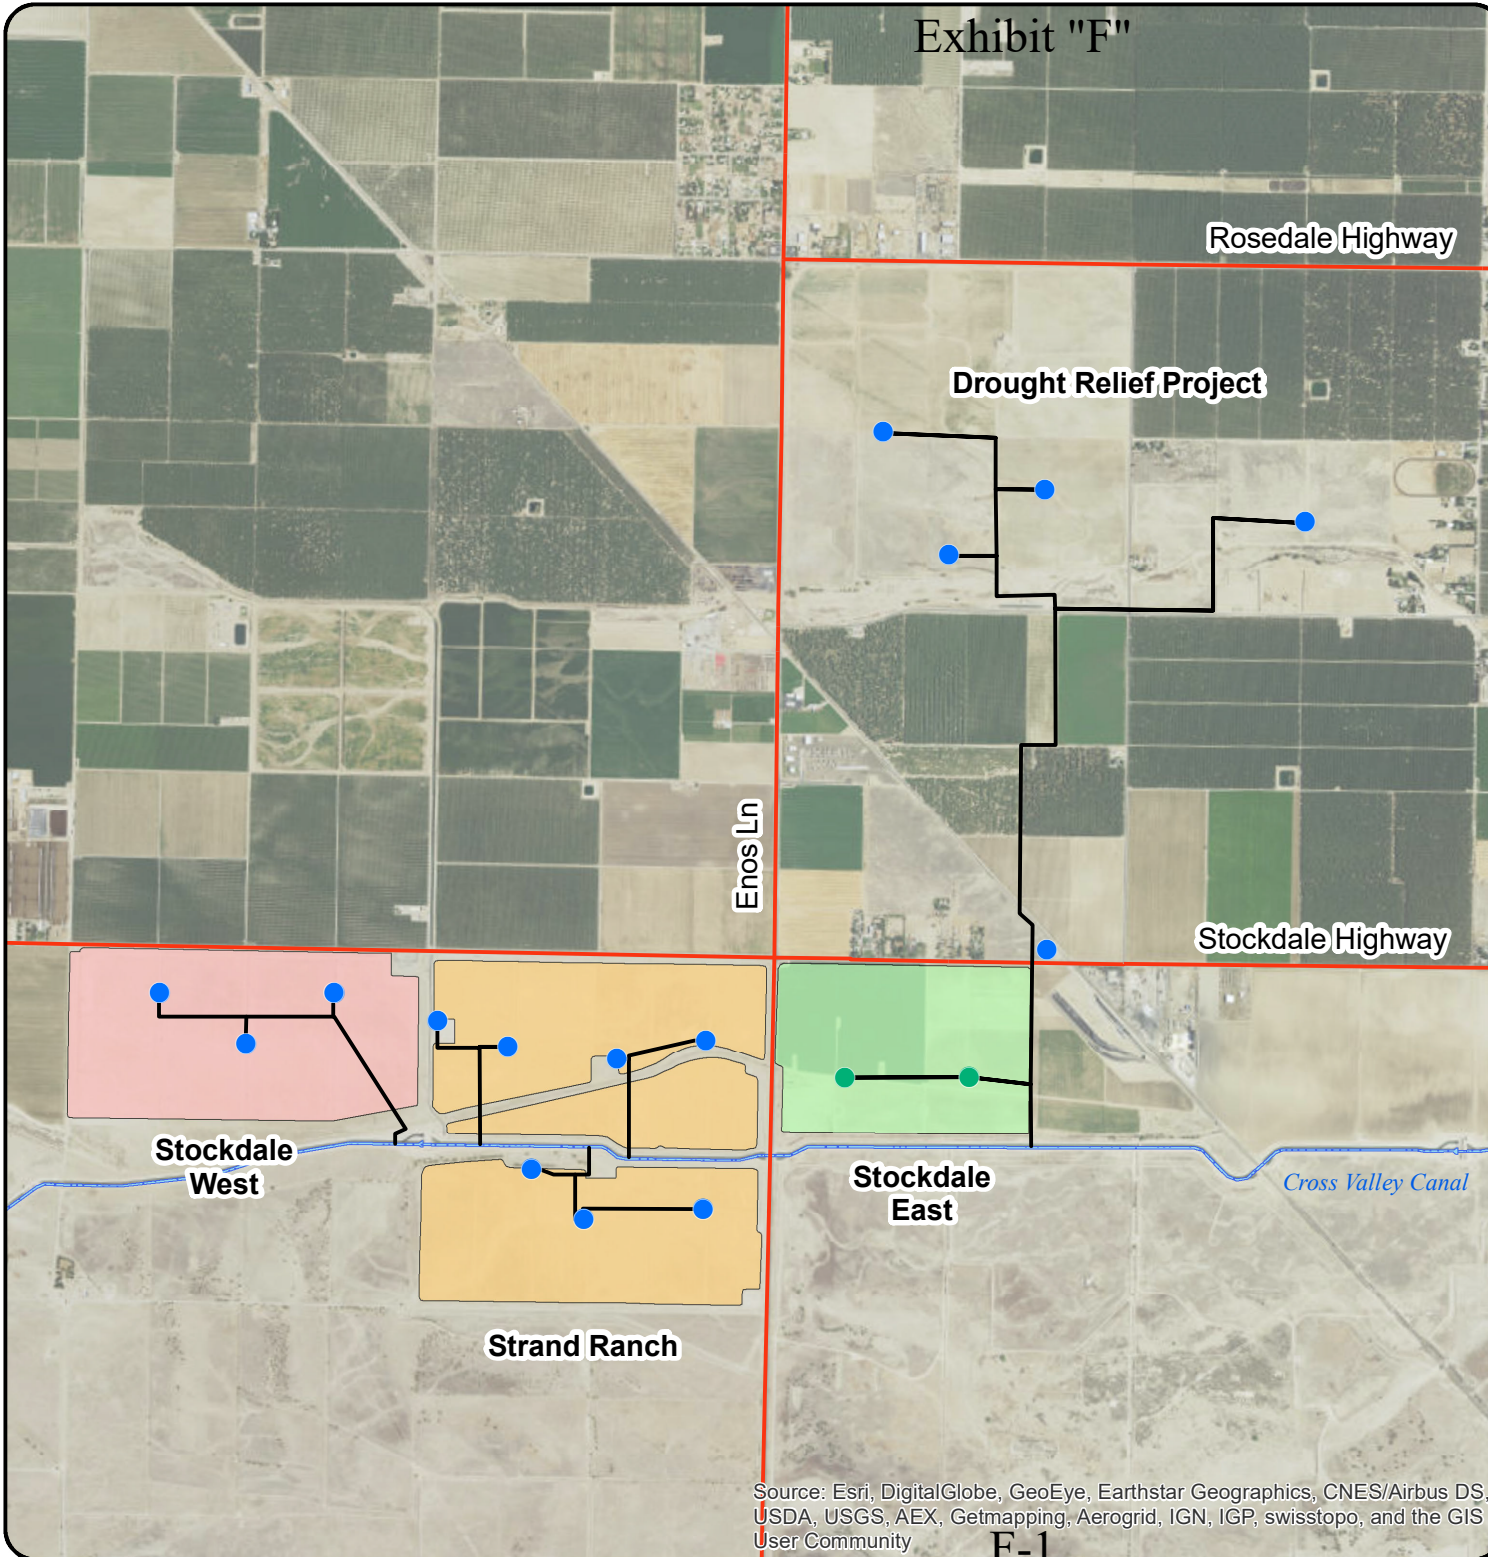 Exhibit "F"
Rosedale Highway
Drought Relief Project
Enos Ln
Stockdale Highway
Stockdale
West
Stockdale
East
Cross Valley Canal
Strand Ranch
Source: Esri, DigitalGlobe, GeoEye, Earthstar Geographics, CNES/Airbus DS,
USDA, USGS, AEX, Getmapping, Aerogrid, IGN, IGP, swisstopo, and the GIS
User Community